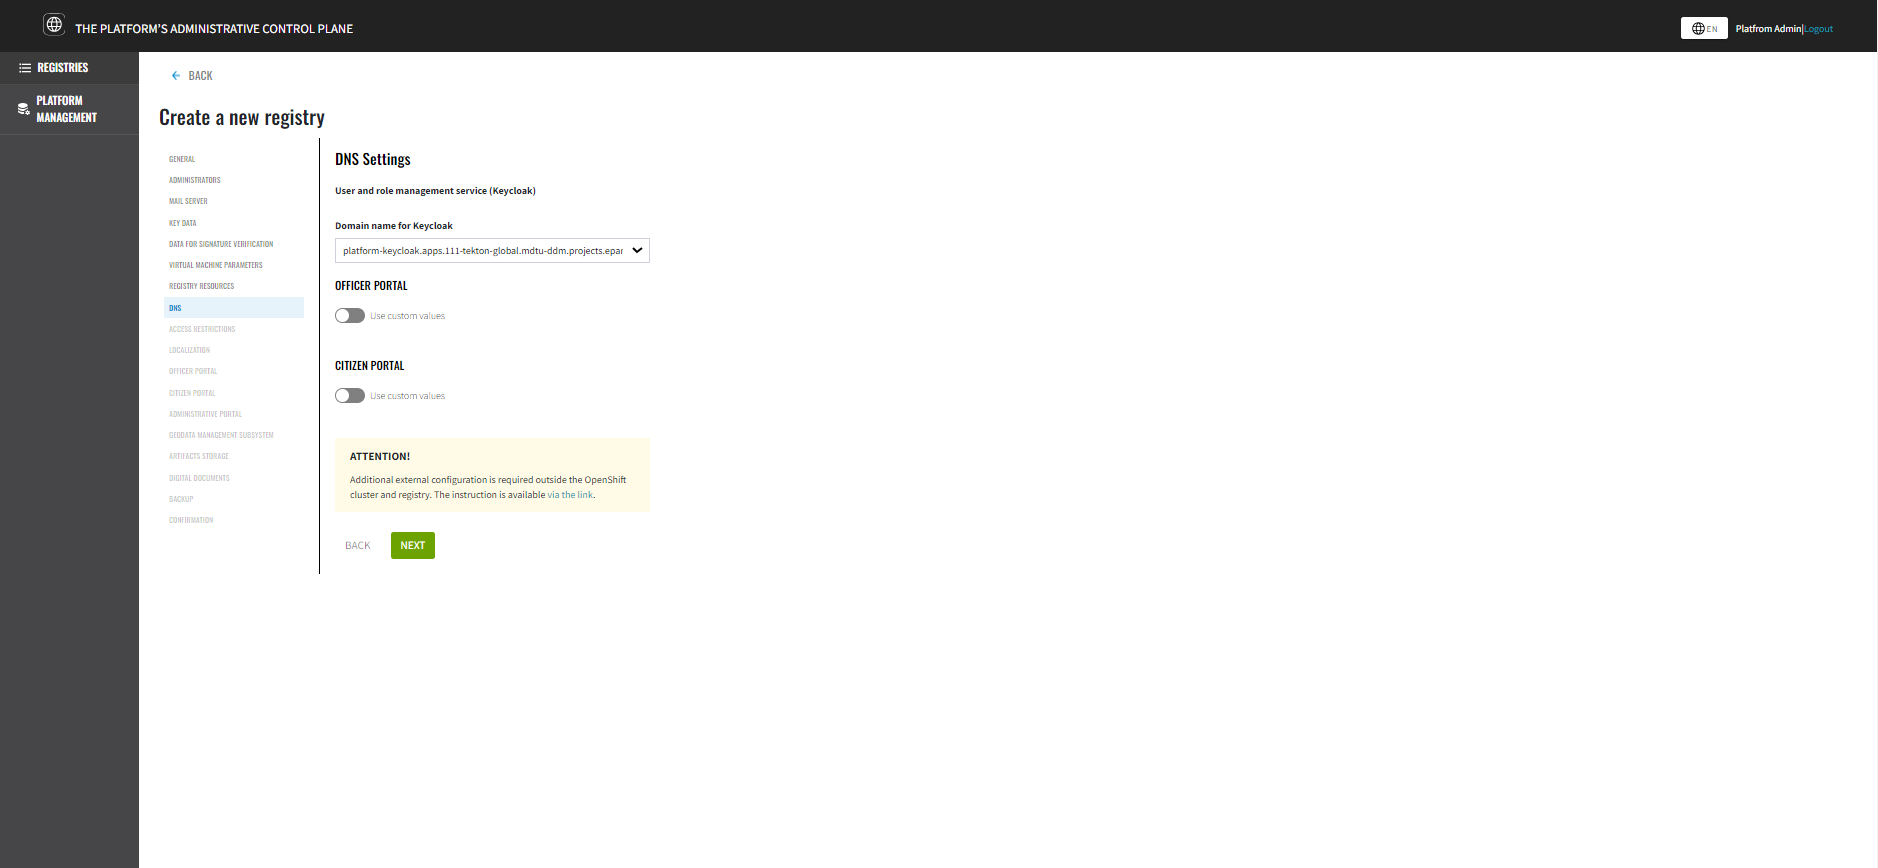 THE PLATFORM'S ADMINISTRATIVE CONTROL PLANE
EN
Platfrom Admin|Logout
REGISTRIES
PLATFORM
MANAGEMENT
BACK
Create a new registry
GENERAL
ADMINISTRATORS
MAIL SERVER
KEY DATA
DATA FOR SIGNATURE VERIFICATION
VIRTUAL MACHINE PARAMETERS
REGISTRY RESOURCES
DNS
ACCESS RESTRICTIONS
LOCALIZATION
OFFICER PORTAL
CITIZEN PORTAL
ADMINISTRATIVE PORTAL
GEODATA MANAGEMENT SUBSYSTEM
ARTIFACTS STORAGE
DIGITAL DOCUMENTS
BACKUP
CONFIRMATION
DNS Settings
User and role management service (Keycloak)
Domain name for Keycloak
platform-keycloak.apps.111-tekton-global.mdtu-ddm.projects.epar
OFFICER PORTAL
Use custom values
CITIZEN PORTAL
Use custom values
ATTENTION!
Additional external configuration is required outside the OpenShift
cluster and registry. The instruction is available via the link.
BACK
NEXT